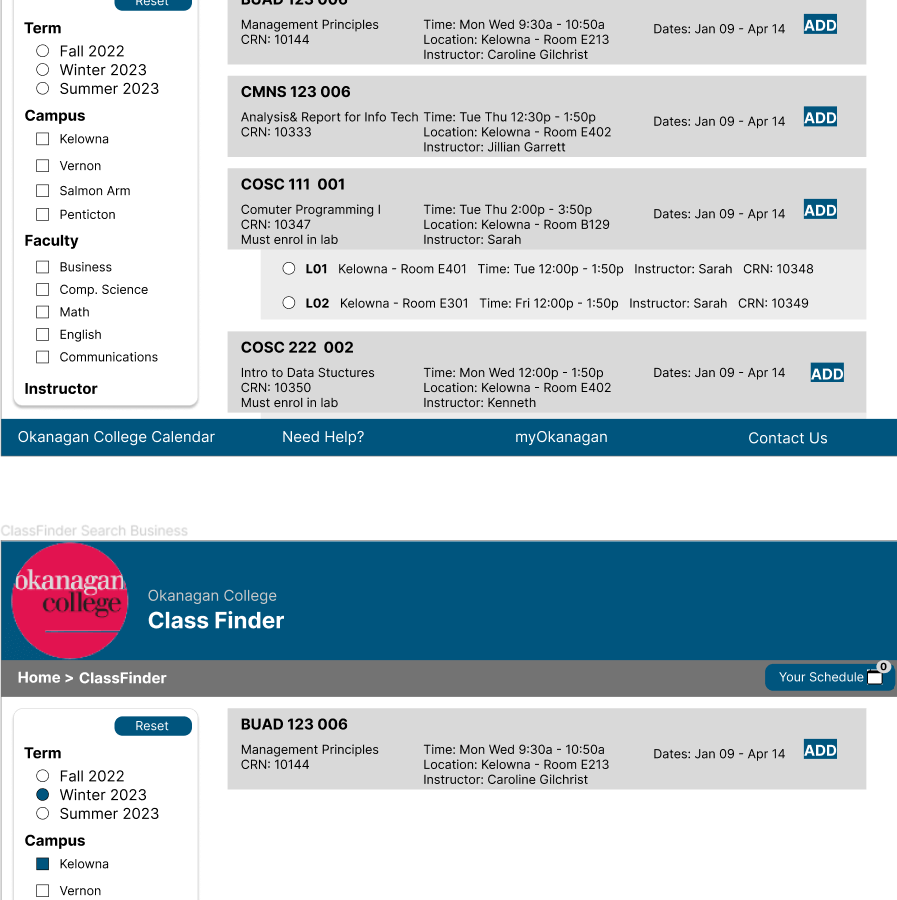 Reset
Term
Fall 2022
Winter 2023
Summer 2023
Campus
Kelowna
Vernon
Salmon Arm
Penticton
Faculty
Business
Comp. Science
Math
English
Communications
Instructor
BUAD 123 006
Management Principles
CRN: 10144
Time: Mon Wed 9:30a - 10:50a
Location: Kelowna - Room E213
Instructor: Caroline Gilchrist
Dates: Jan 09 - Apr 14
ADD
CMNS 123 006
Analysis& Report for Info Tech
CRN: 10333
Time: Tue Thu 12:30p - 1:50p
Location: Kelowna - Room E402
Instructor: Jillian Garrett
Dates: Jan 09 - Apr 14
ADD
COSC 111 001
Comuter Programming I
CRN: 10347
Must enrol in lab
Time: Tue Thu 2:00p - 3:50p
Location: Kelowna - Room B129
Instructor: Sarah
Dates: Jan 09 - Apr 14
ADD
L01 Kelowna - Room E401 Time: Tue 12:00p - 1:50p Instructor: Sarah CRN: 10348
L02 Kelowna - Room E301 Time: Fri 12:00p - 1:50p Instructor: Sarah CRN: 10349
COSC 222 002
Intro to Data Stuctures
CRN: 10350
Must enrol in lab
Time: Mon Wed 12:00p - 1:50p
Location: Kelowna - Room E402
Instructor: Kenneth
Dates: Jan 09 - Apr 14
ADD
Okanagan College Calendar Need Help? myOkanagan Contact Us
ClassFinder Search Business
okanagan
college
Okanagan College
Class Finder
Home > ClassFinder
Your Schedule 0
Reset
Term
Fall 2022
Winter 2023
Summer 2023
Campus
Kelowna
Vernon
BUAD 123 006
Management Principles
CRN: 10144
Time: Mon Wed 9:30a - 10:50a
Location: Kelowna - Room E213
Instructor: Caroline Gilchrist
Dates: Jan 09 - Apr 14
ADD